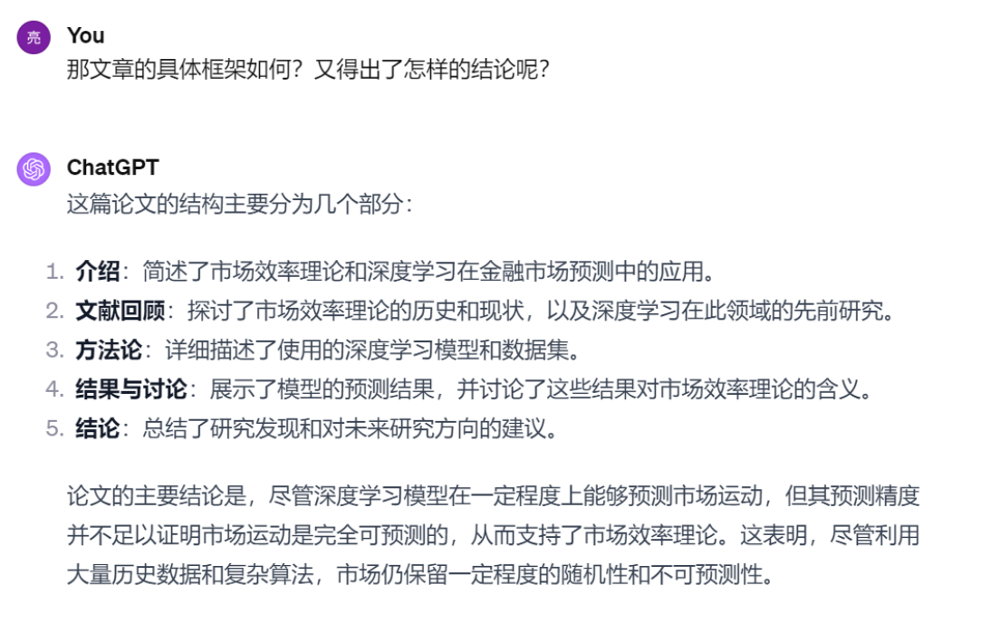 亮 You
那文章的具体框架如何？又得出了怎样的结论呢？
ChatGPT
这篇论文的结构主要分为几个部分：
1. 介绍：简述了市场效率理论和深度学习在金融市场预测中的应用。
2. 文献回顾：探讨了市场效率理论的历史和现状，以及深度学习在此领域的先前研究。
3. 方法论：详细描述了使用的深度学习模型和数据集。
4. 结果与讨论：展示了模型的预测结果，并讨论了这些结果对市场效率理论的含义。
5. 结论：总结了研究发现和对未来研究方向的建议。
论文的主要结论是，尽管深度学习模型在一定程度上能够预测市场运动，但其预测精度
并不足以证明市场运动是完全可预测的，从而支持了市场效率理论。这表明，尽管利用
大量历史数据和复杂算法，市场仍保留一定程度的随机性和不可预测性。